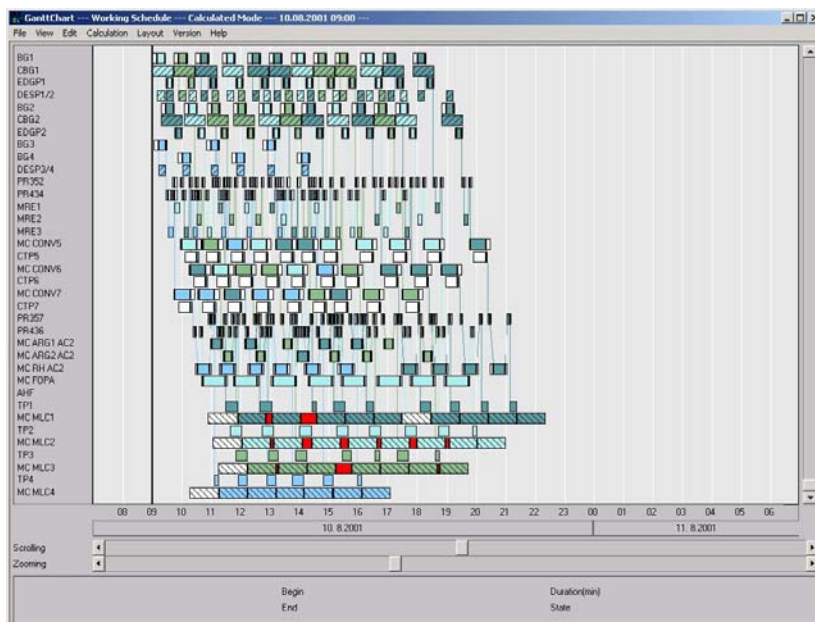 GanttChart --- Working Schedule --- Calculated Mode --- 10.08.2001 09:00 ---
File View Edit Calculation Layout Version Help
BG1
CBG1
EDGP1
DESP1/2
BG2
CBG2
EDGP2
BG3
BG4
DESP3/4
PR352
PR434
MRE1
MRE2
MRE3
MC CONV5
CTP5
MC CONV6
CTP6
MC CONV7
CTP7
PR357
PR436
MC ARG1 AC2
MC ARG2 AC2
MC RH AC2
MC FOPA
AHF
TP1
MC MLC1
TP2
MC MLC2
TP3
MC MLC3
TP4
MC MLC4
08 09 10 11 12 13 14 15 16 17 18 19 20 21 22 23 00 01 02 03 04 05 06
10. 8.2001 11. 8.2001
Scrolling
Zooming
Begin Duration(min)
End State